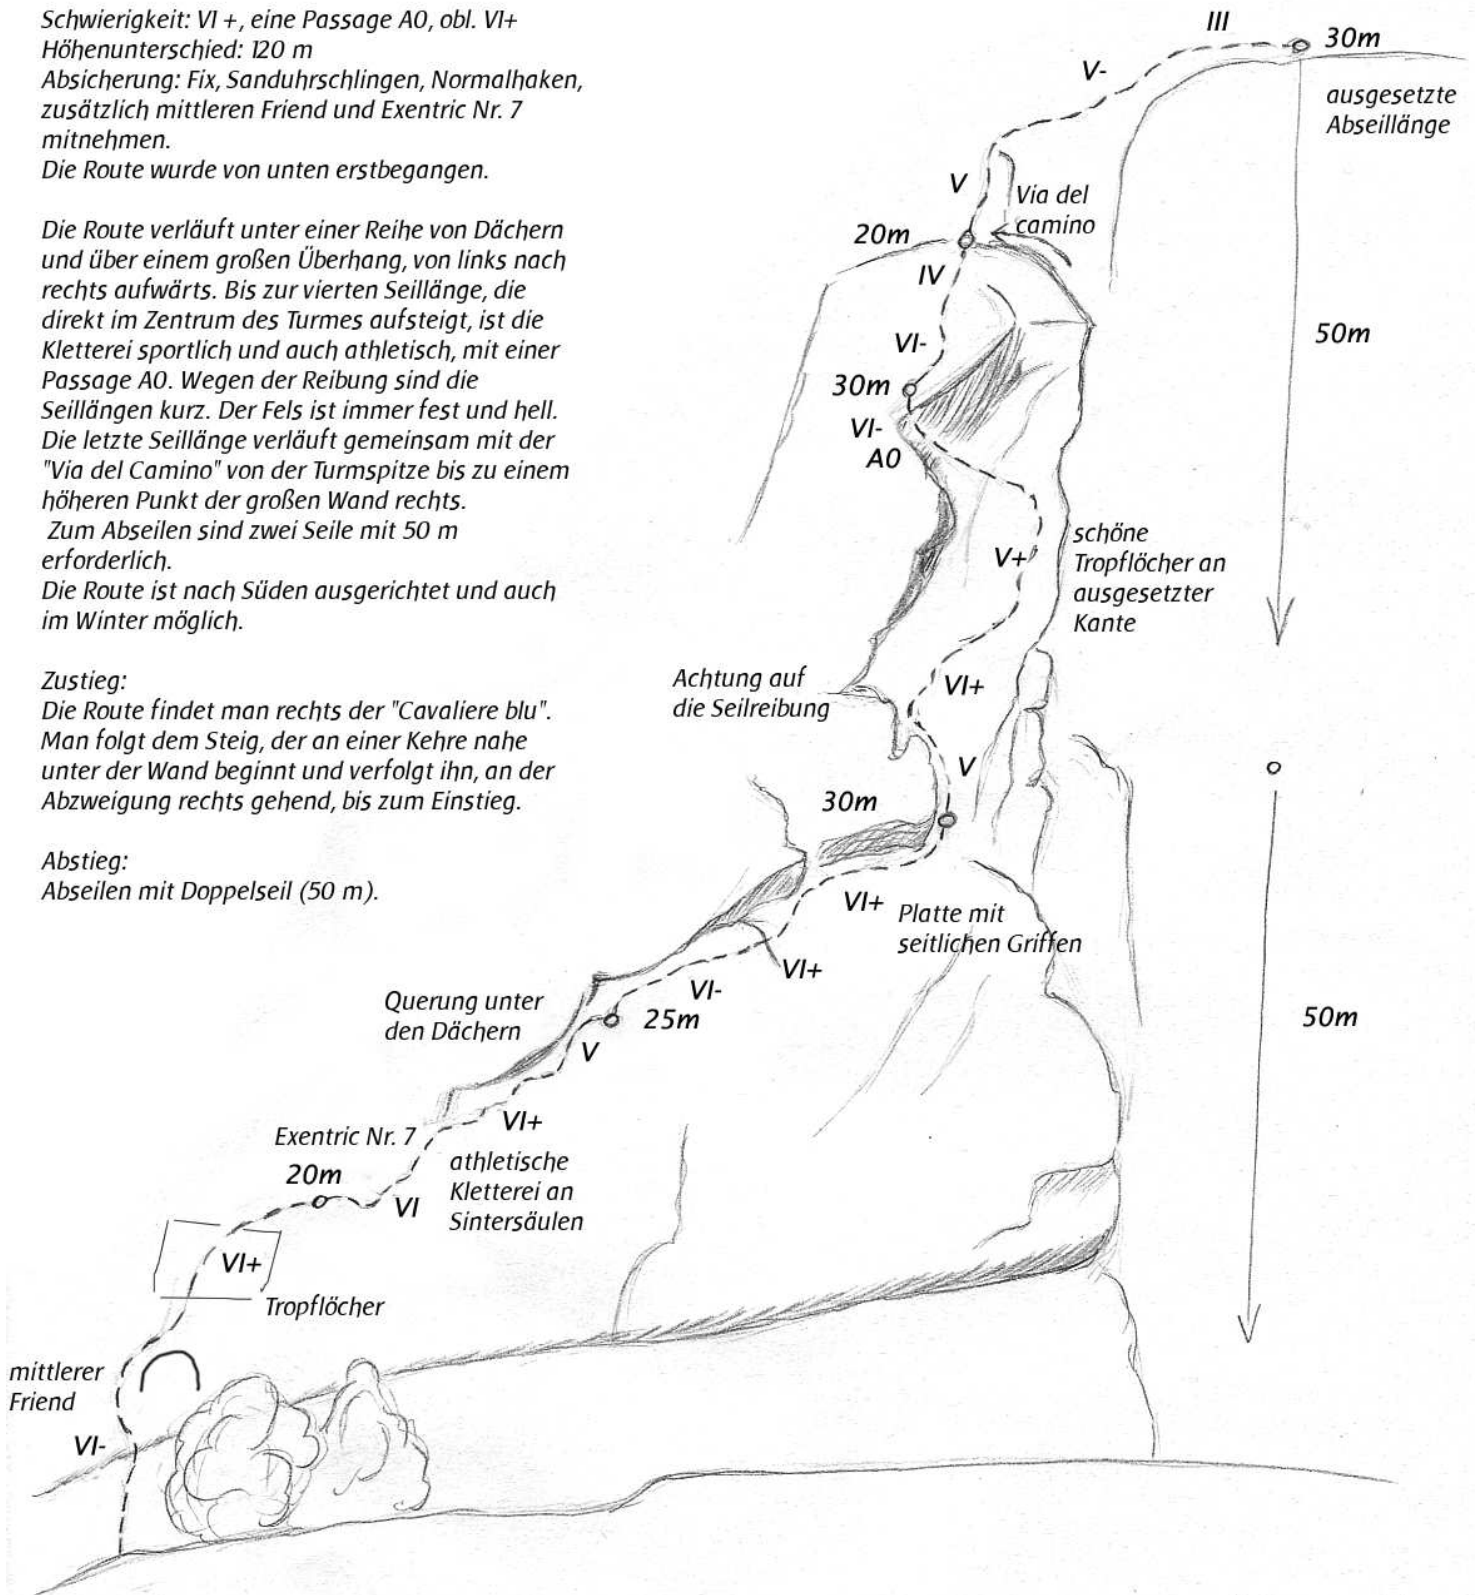 Schwierigkeit: VI +, eine Passage A0, obl. VI+
Höhenunterschied: 120 m
Absicherung: Fix, Sanduhrschlingen, Normalhaken,
zusätzlich mittleren Friend und Exentric Nr. 7
mitnehmen.
Die Route wurde von unten erstbegangen.
Die Route verläuft unter einer Reihe von Dächern
und über einem großen Überhang, von links nach
rechts aufwärts. Bis zur vierten Seillänge, die
direkt im Zentrum des Turmes aufsteigt, ist die
Kletterei sportlich und auch athletisch, mit einer
Passage A0. Wegen der Reibung sind die
Seillängen kurz. Der Fels ist immer fest und hell.
Die letzte Seillänge verläuft gemeinsam mit der
"Via del Camino" von der Turmspitze bis zu einem
höheren Punkt der großen Wand rechts.
Zum Abseilen sind zwei Seile mit 50 m
erforderlich.
Die Route ist nach Süden ausgerichtet und auch
im Winter möglich.
Zustieg:
Die Route findet man rechts der "Cavaliere blu".
Man folgt dem Steig, der an einer Kehre nahe
unter der Wand beginnt und verfolgt ihn, an der
Abzweigung rechts gehend, bis zum Einstieg.
Abstieg:
Abseilen mit Doppelseil (50 m).
III
30m
V-
ausgesetzte
Abseillänge
V
Via del
camino
20m
IV
50m
VI-
30m
VI-
A0
V+
schöne
Tropflöcher an
ausgesetzter
Kante
Achtung auf
die Seilreibung
VI+
V
30m
VI+
Platte mit
seitlichen Griffen
VI+
VI-
Querung unter
den Dächern
25m
50m
V
VI+
Exentric Nr. 7
20m
athletische
Kletterei an
Sintersäulen
VI
VI+
Tropflöcher
mittlerer
Friend
VI-